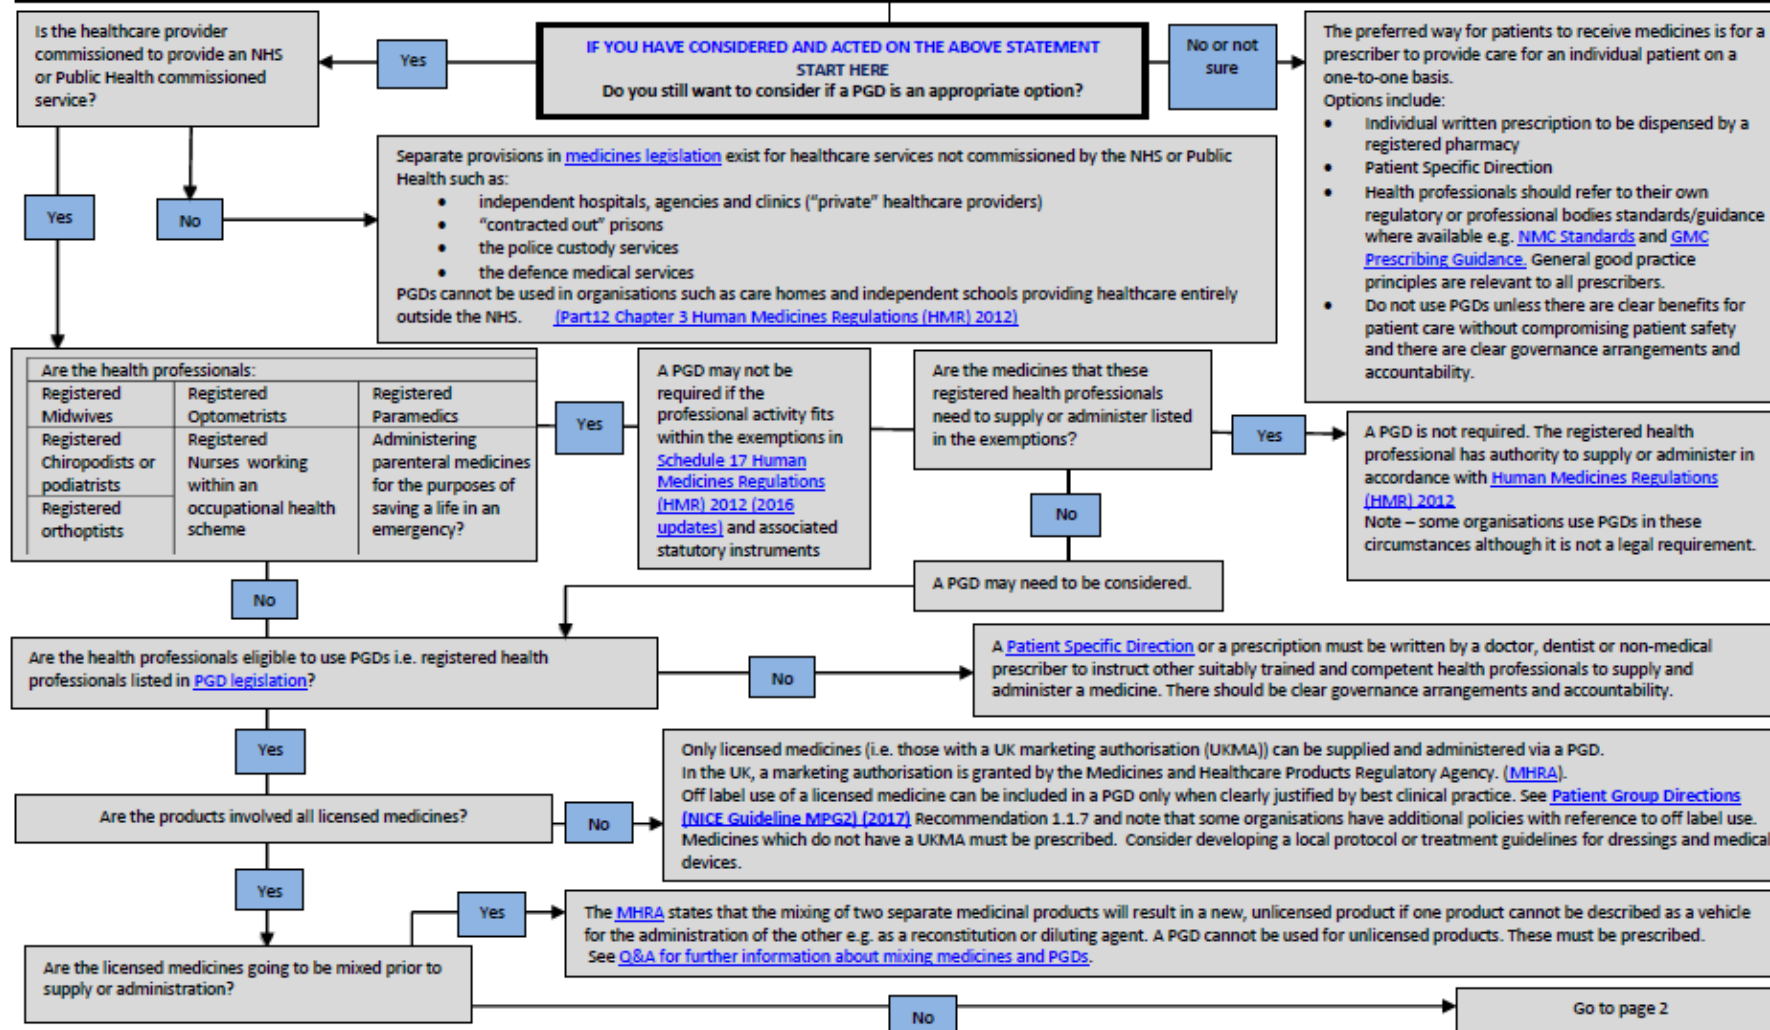 Is the healthcare provider
commissioned to provide an NHS
or Public Health commissioned
service?
Yes
IF YOU HAVE CONSIDERED AND ACTED ON THE ABOVE STATEMENT
START HERE
Do you still want to consider if a PGD is an appropriate option?
No or not
sure
The preferred way for patients to receive medicines is for a
prescriber to provide care for an individual patient on a
one-to-one basis.
Options include:
• Individual written prescription to be dispensed by a
registered pharmacy
• Patient Specific Direction
• Health professionals should refer to their own
regulatory or professional bodies standards/guidance
where available e.g. NMC Standards and GMC
Prescribing Guidance. General good practice
principles are relevant to all prescribers.
• Do not use PGDs unless there are clear benefits for
patient care without compromising patient safety
and there are clear governance arrangements and
accountability.
Yes
No
Separate provisions in medicines legislation exist for healthcare services not commissioned by the NHS or Public
Health such as:
• independent hospitals, agencies and clinics ("private" healthcare providers)
• "contracted out" prisons
• the police custody services
• the defence medical services
PGDs cannot be used in organisations such as care homes and independent schools providing healthcare entirely
outside the NHS. (Part12 Chapter 3 Human Medicines Regulations (HMR) 2012)
Are the health professionals:
Registered
Midwives
Registered
Chiropodists or
podiatrists
Registered
orthoptists
Registered
Optometrists
Registered
Nurses working
within an
occupational health
scheme
Registered
Paramedics
Administering
parenteral medicines
for the purposes of
saving a life in an
emergency?
Yes
A PGD may not be
required if the
professional activity fits
within the exemptions in
Schedule 17 Human
Medicines Regulations
(HMR) 2012 (2016
updates) and associated
statutory instruments
Are the medicines that these
registered health professionals
need to supply or administer listed
in the exemptions?
Yes
A PGD is not required. The registered health
professional has authority to supply or administer in
accordance with Human Medicines Regulations
(HMR) 2012
Note – some organisations use PGDs in these
circumstances although it is not a legal requirement.
No
A PGD may need to be considered.
No
Are the health professionals eligible to use PGDs i.e. registered health
professionals listed in PGD legislation?
No
A Patient Specific Direction or a prescription must be written by a doctor, dentist or non-medical
prescriber to instruct other suitably trained and competent health professionals to supply and
administer a medicine. There should be clear governance arrangements and accountability.
Yes
Are the products involved all licensed medicines?
No
Only licensed medicines (i.e. those with a UK marketing authorisation (UKMA)) can be supplied and administered via a PGD.
In the UK, a marketing authorisation is granted by the Medicines and Healthcare Products Regulatory Agency. (MHRA).
Off label use of a licensed medicine can be included in a PGD only when clearly justified by best clinical practice. See Patient Group Directions
(NICE Guideline MPG2) (2017) Recommendation 1.1.7 and note that some organisations have additional policies with reference to off label use.
Medicines which do not have a UKMA must be prescribed. Consider developing a local protocol or treatment guidelines for dressings and medical
devices.
Yes
Are the licensed medicines going to be mixed prior to
supply or administration?
Yes
The MHRA states that the mixing of two separate medicinal products will result in a new, unlicensed product if one product cannot be described as a vehicle
for the administration of the other e.g. as a reconstitution or diluting agent. A PGD cannot be used for unlicensed products. These must be prescribed.
See Q&A for further information about mixing medicines and PGDs.
No
Go to page 2